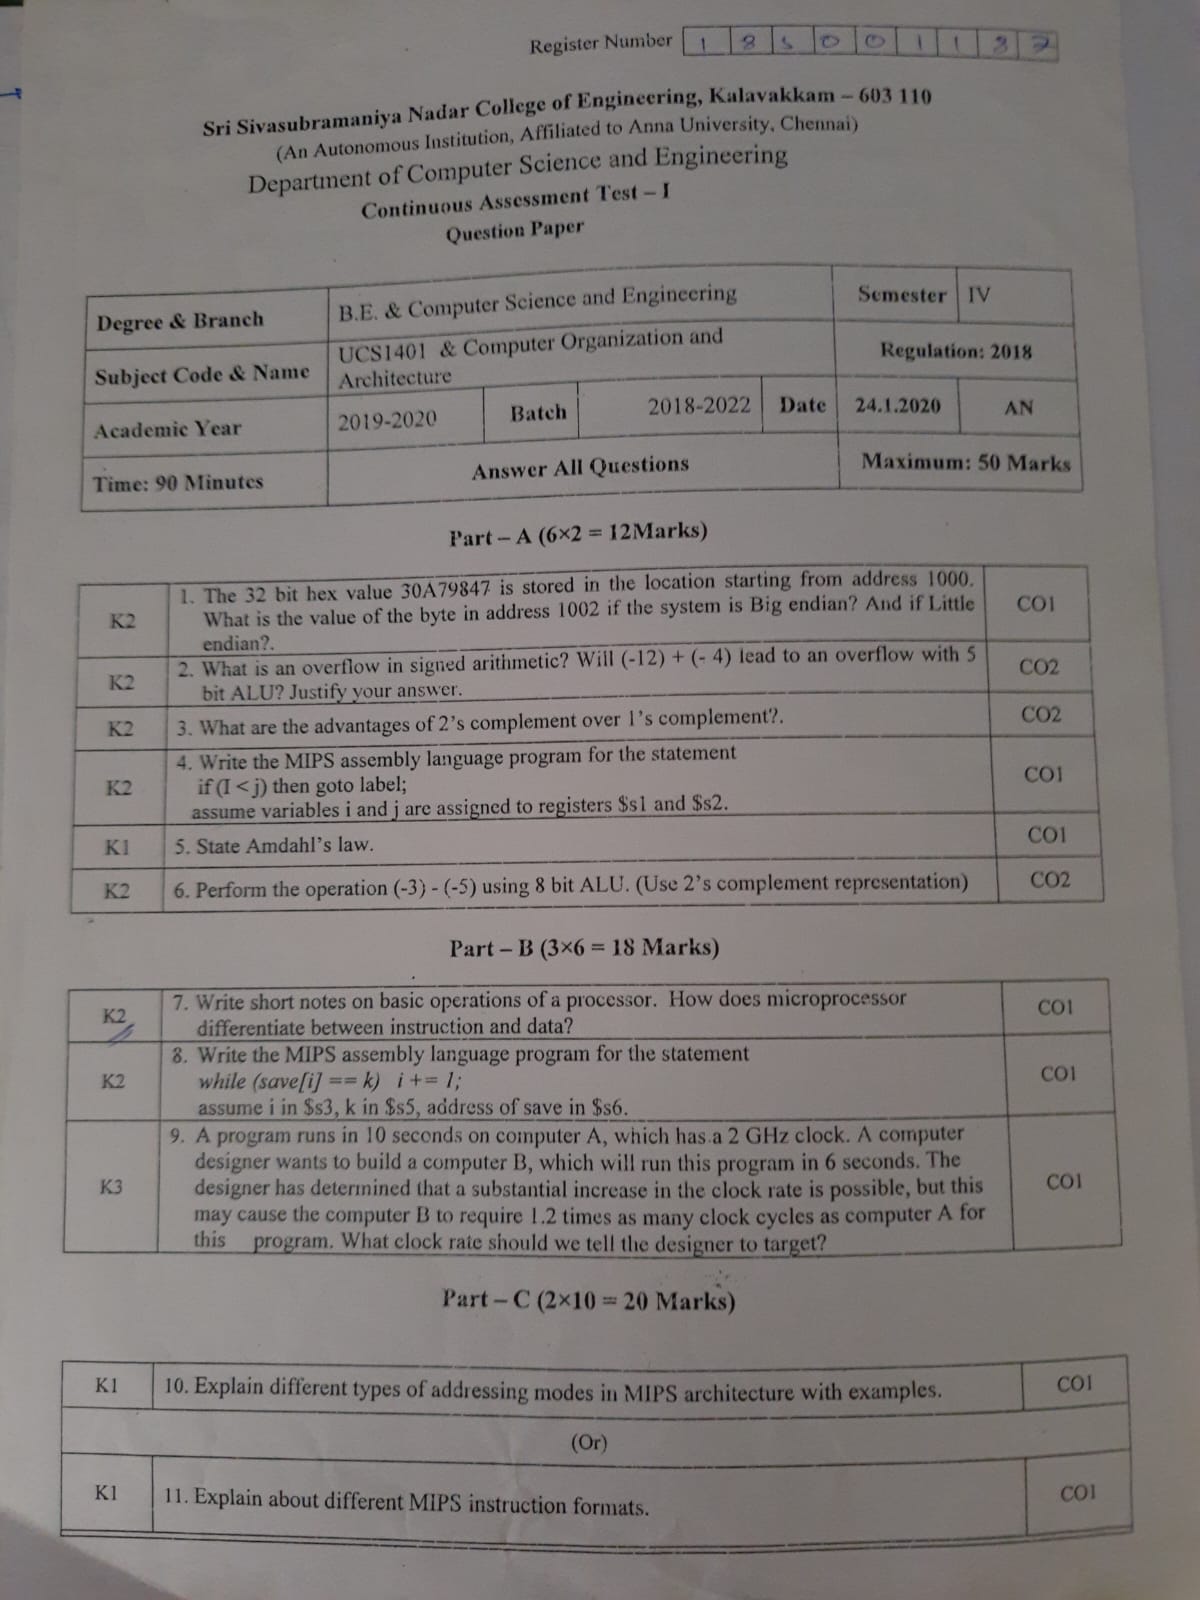 Register Number 1 8 5 0 0 1 1 3 7
Sri Sivasubramaniya Nadar College of Engineering, Kalavakkam – 603 110
(An Autonomous Institution, Affiliated to Anna University, Chennai)
Department of Computer Science and Engineering
Continuous Assessment Test – I
Question Paper
Degree & Branch B.E. & Computer Science and Engineering Semester IV
Subject Code & Name UCS1401 & Computer Organization and Architecture Regulation: 2018
Academic Year 2019-2020 Batch 2018-2022 Date 24.1.2020 AN
Time: 90 Minutes Answer All Questions Maximum: 50 Marks
Part – A (6×2 = 12Marks)
K2 1. The 32 bit hex value 30A79847 is stored in the location starting from address 1000. CO1
What is the value of the byte in address 1002 if the system is Big endian? And if Little
endian?.
K2 2. What is an overflow in signed arithmetic? Will (-12) + (- 4) lead to an overflow with 5 CO2
bit ALU? Justify your answer.
K2 3. What are the advantages of 2's complement over 1's complement?. CO2
K2 4. Write the MIPS assembly language program for the statement CO1
if (I < j) then goto label;
assume variables i and j are assigned to registers $s1 and $s2.
K1 5. State Amdahl's law. CO1
K2 6. Perform the operation (-3) - (-5) using 8 bit ALU. (Use 2's complement representation) CO2
Part – B (3×6 = 18 Marks)
K2 7. Write short notes on basic operations of a processor. How does microprocessor CO1
differentiate between instruction and data?
K2 8. Write the MIPS assembly language program for the statement CO1
while (save[i] == k) i += 1;
assume i in $s3, k in $s5, address of save in $s6.
K3 9. A program runs in 10 seconds on computer A, which has a 2 GHz clock. A computer CO1
designer wants to build a computer B, which will run this program in 6 seconds. The
designer has determined that a substantial increase in the clock rate is possible, but this
may cause the computer B to require 1.2 times as many clock cycles as computer A for
this program. What clock rate should we tell the designer to target?
Part – C (2×10 = 20 Marks)
K1 10. Explain different types of addressing modes in MIPS architecture with examples. CO1
(Or)
K1 11. Explain about different MIPS instruction formats. CO1